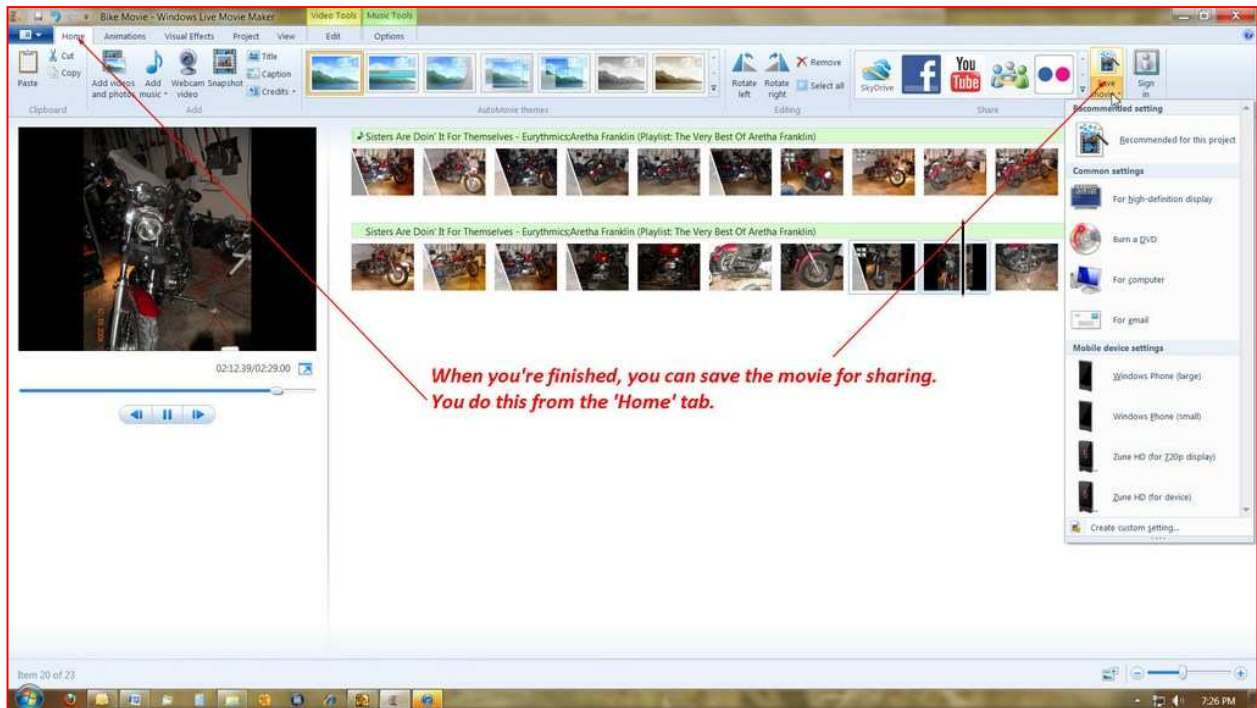 Bike Movie - Windows Live Movie Maker
Video Tools
Music Tools
Home
Animations
Visual Effects
Project
View
Edit
Options
Paste
Cut
Copy
Clipboard
Add videos and photos
Add music
Webcam video
Snapshot
Title
Caption
Credits
Add
AutoMovie themes
Rotate left
Rotate right
Remove
Select all
Editing
SkyDrive
You Tube
Share
Save movie
Sign in
Recommended setting
Recommended for this project
Common settings
For high-definition display
Burn a DVD
For computer
For email
Mobile device settings
Windows Phone (large)
Windows Phone (small)
Zune HD (for 720p display)
Zune HD (for device)
Create custom setting...
Sisters Are Doin' It For Themselves - Eurythmics;Aretha Franklin (Playlist: The Very Best Of Aretha Franklin)
Sisters Are Doin' It For Themselves - Eurythmics;Aretha Franklin (Playlist: The Very Best Of Aretha Franklin)
02:12.39/02:29.00
When you're finished, you can save the movie for sharing.
You do this from the 'Home' tab.
Item 20 of 23
7:26 PM